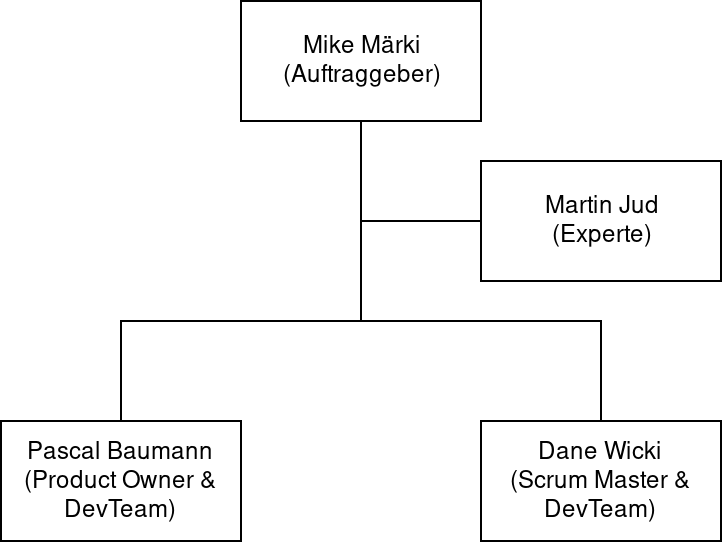 Mike Märki
(Auftraggeber)
Martin Jud
(Experte)
Pascal Baumann
(Product Owner &
DevTeam)
Dane Wicki
(Scrum Master &
DevTeam)